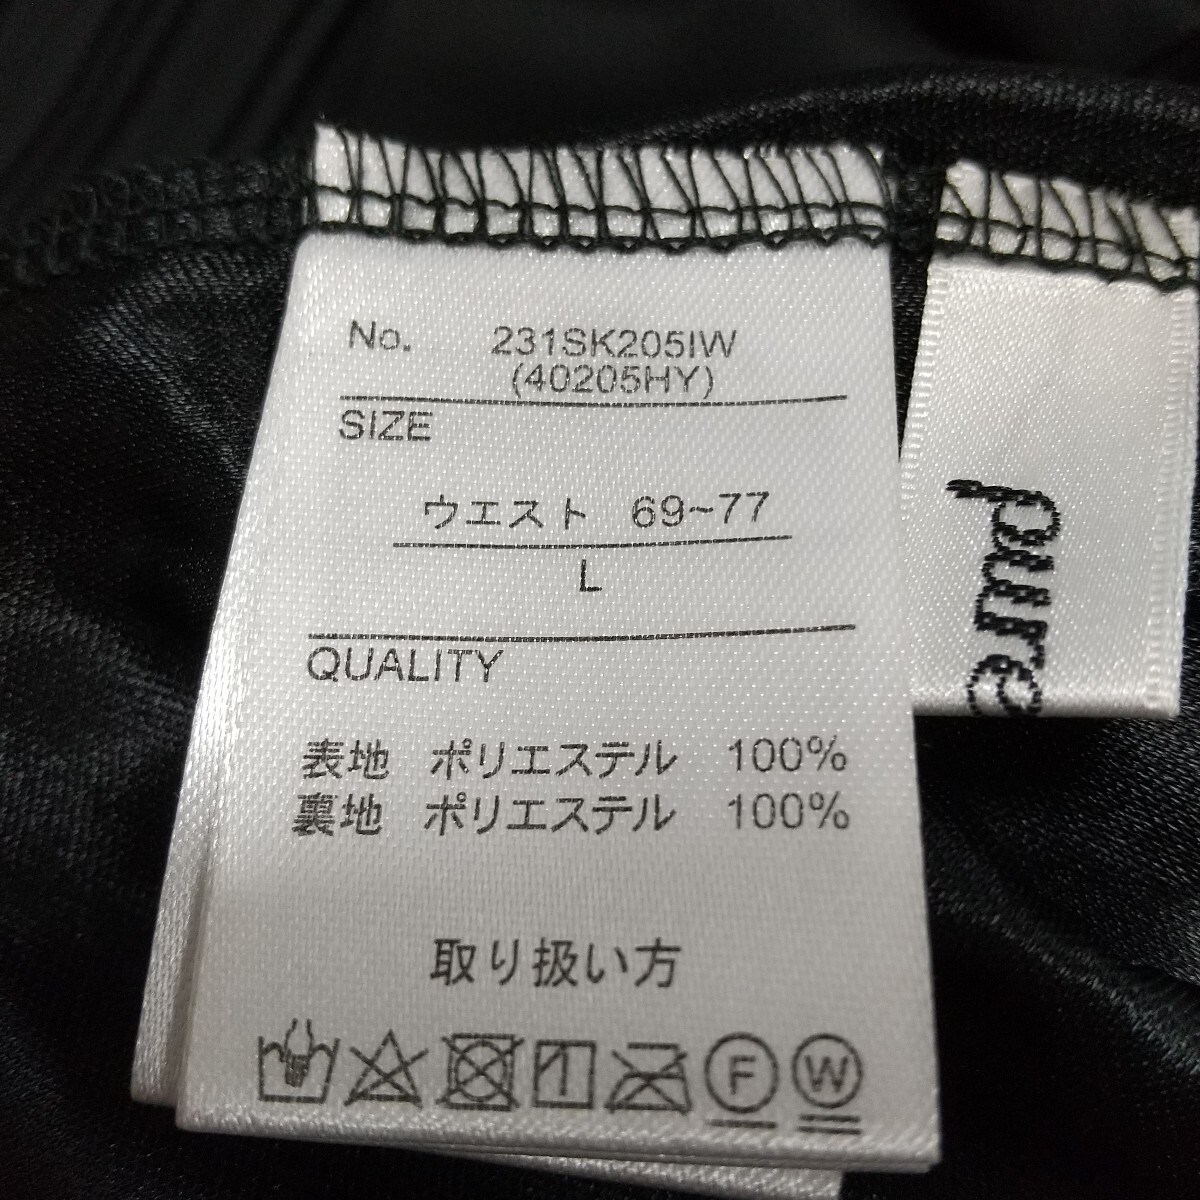 No. 231SK205IW
(40205HY)
SIZE
ウエスト 69~77
L
QUALITY
表地 ポリエステル 100%
裏地 ポリエステル 100%
取り扱い方
F W
pure